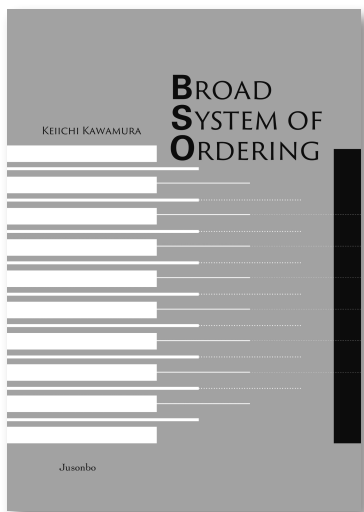 KEIICHI KAWAMURA
BROAD
SYSTEM OF
ORDERING
Jusonbo